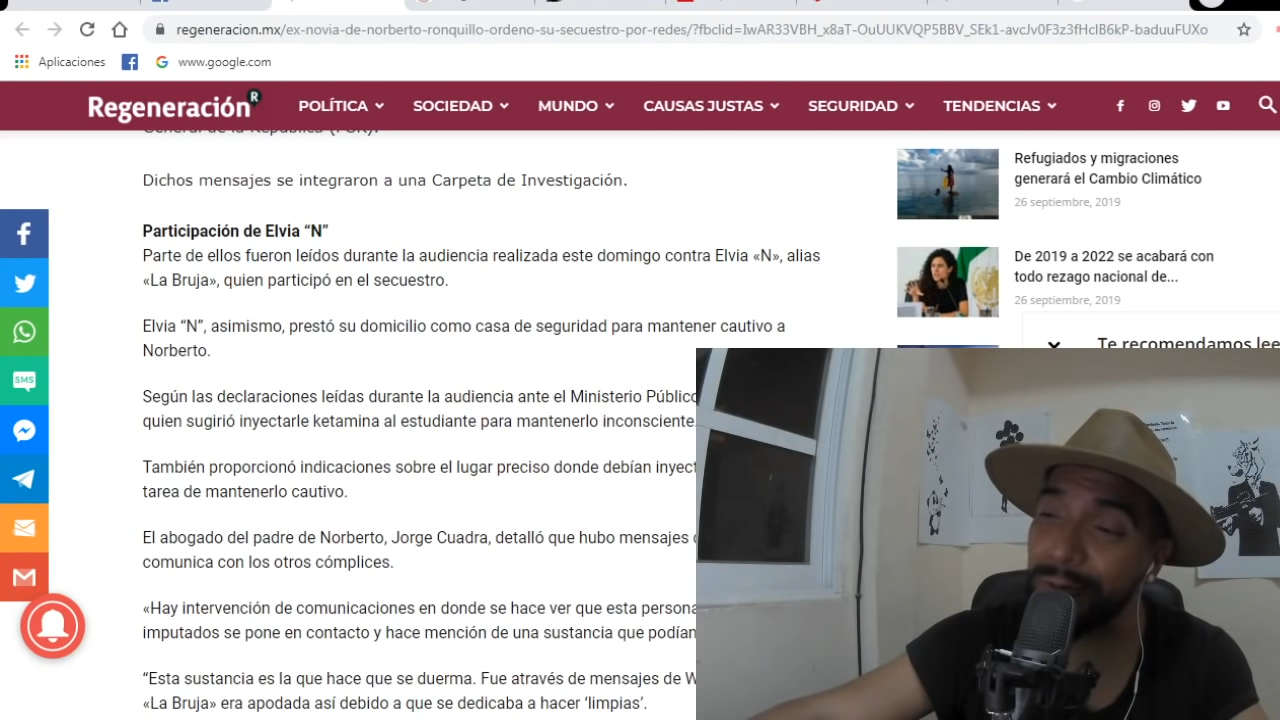 regeneracion.mx/ex-novia-de-norberto-ronquillo-ordeno-su-secuestro-por-redes/?fbclid=IwAR33VBH_x8aT-OuUUKVQP5BBV_SEk1-avcJv0F3z3fHclB6kP-baduuFUXo
Aplicaciones
www.google.com
Regeneración R
POLÍTICA SOCIEDAD MUNDO CAUSAS JUSTAS SEGURIDAD TENDENCIAS
General de la República (FGR).
Dichos mensajes se integraron a una Carpeta de Investigación.
Participación de Elvia “N”
Parte de ellos fueron leídos durante la audiencia realizada este domingo contra Elvia «N», alias
«La Bruja», quien participó en el secuestro.
Elvia “N”, asimismo, prestó su domicilio como casa de seguridad para mantener cautivo a
Norberto.
Según las declaraciones leídas durante la audiencia ante el Ministerio Público
quien sugirió inyectarle ketamina al estudiante para mantenerlo inconsciente.
También proporcionó indicaciones sobre el lugar preciso donde debían inyect
tarea de mantenerlo cautivo.
El abogado del padre de Norberto, Jorge Cuadra, detalló que hubo mensajes
comunica con los otros cómplices.
«Hay intervención de comunicaciones en donde se hace ver que esta persona
imputados se pone en contacto y hace mención de una sustancia que podían
“Esta sustancia es la que hace que se duerma. Fue através de mensajes de W
«La Bruja» era apodada así debido a que se dedicaba a hacer ‘limpias’.
Refugiados y migraciones
generará el Cambio Climático
26 septiembre, 2019
De 2019 a 2022 se acabará con
todo rezago nacional de...
26 septiembre, 2019
Te recomendamos lee
SMS